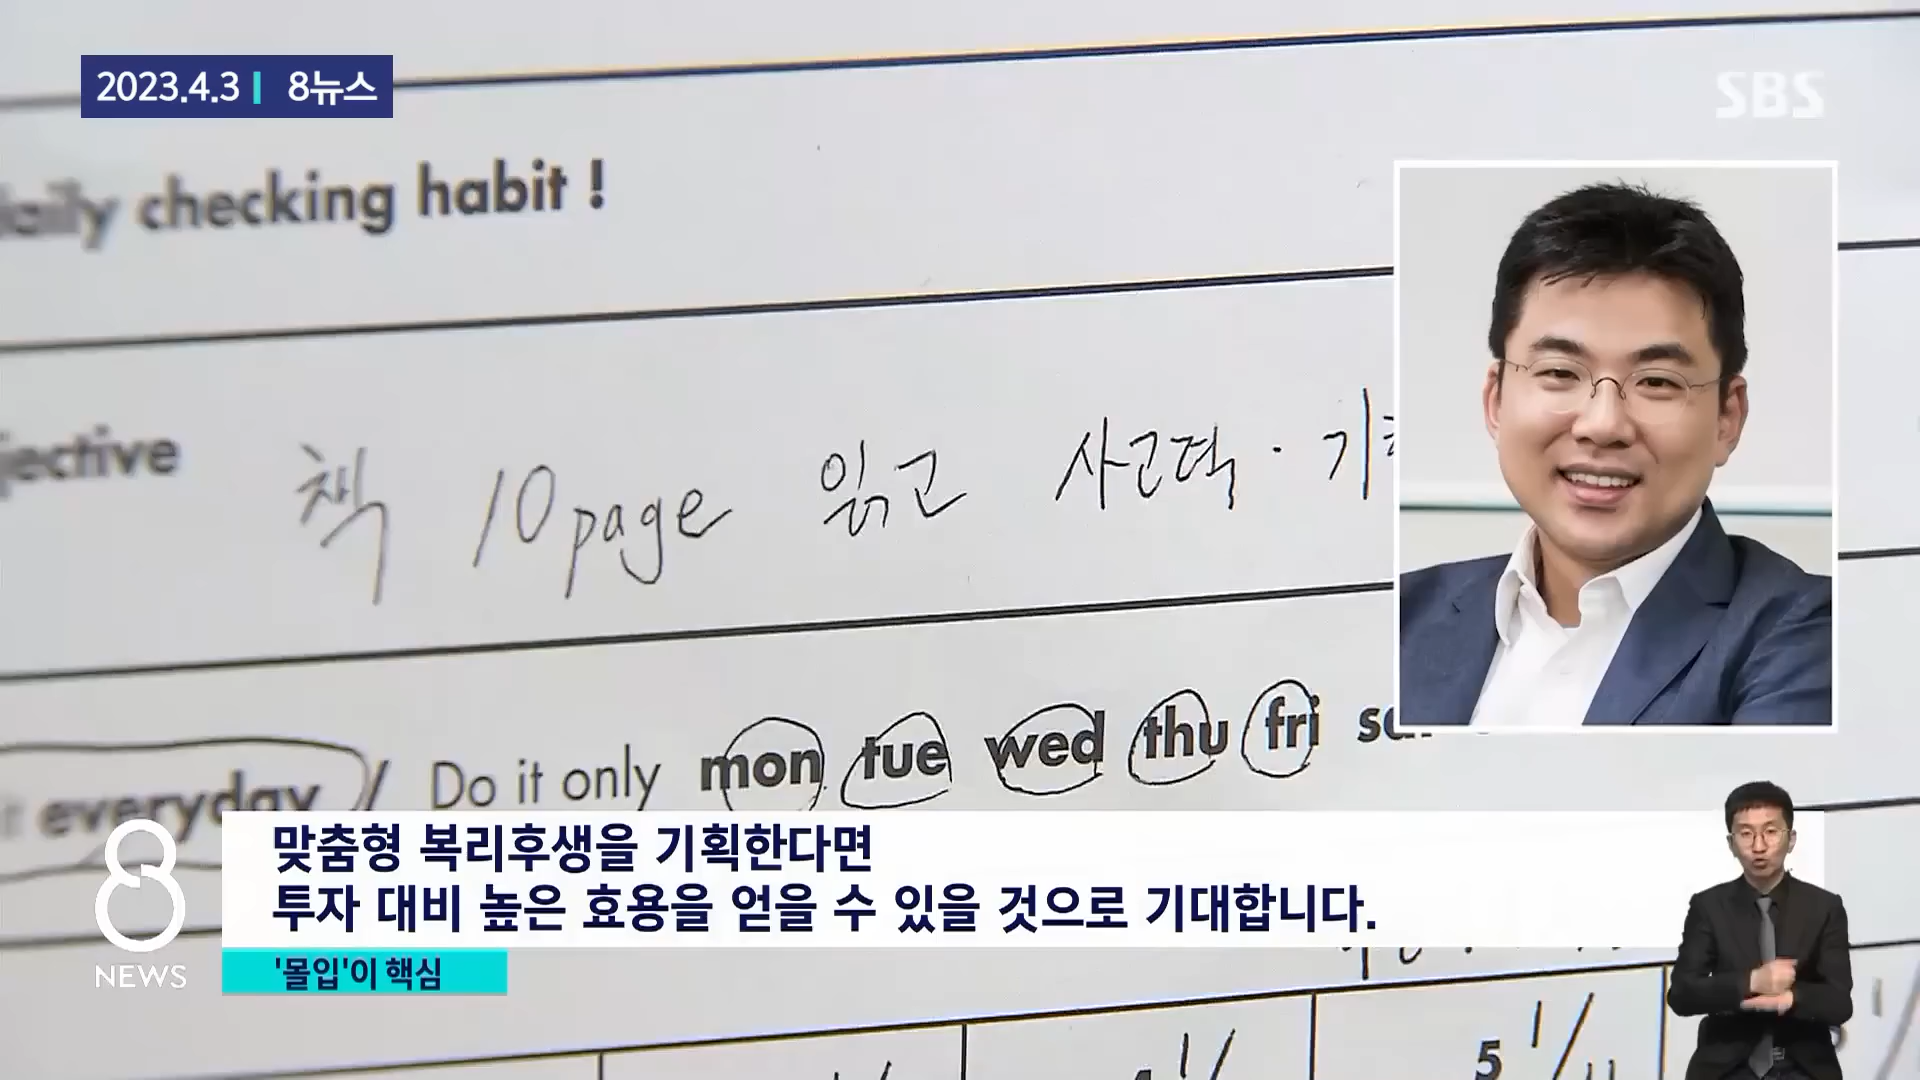 2023.4.3 | 8뉴스
SBS
daily checking habit !
jective 책 10page 읽고 사고력 ·
everyday / Do it only mon tue wed thu fri
맞춤형 복리후생을 기획한다면
투자 대비 높은 효용을 얻을 수 있을 것으로 기대합니다.
8
NEWS
'몰입'이 핵심
5